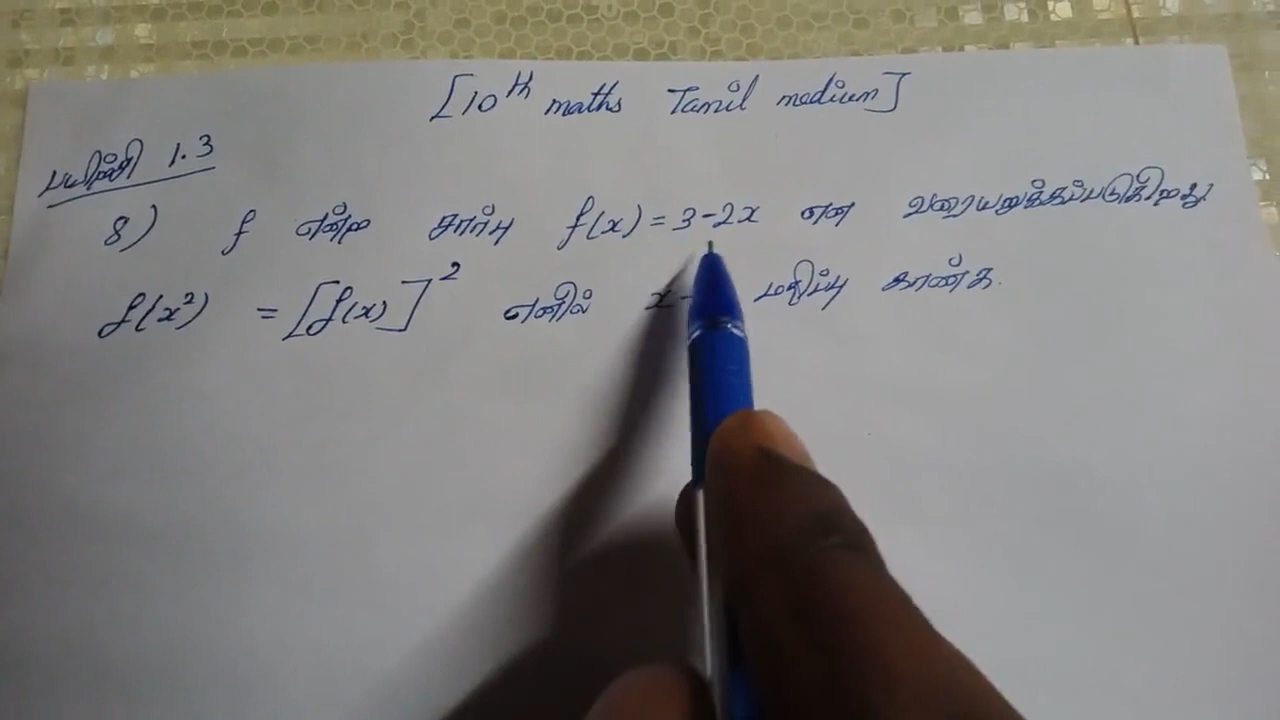 [10th maths Tamil medium]
பயிற்சி 1.3
8) f என்ற சார்பு f(x) = 3-2x என வரையறுக்கப்படுகிறது
f(x²) = [f(x)]² எனில் x- மதிப்பு காண்க.